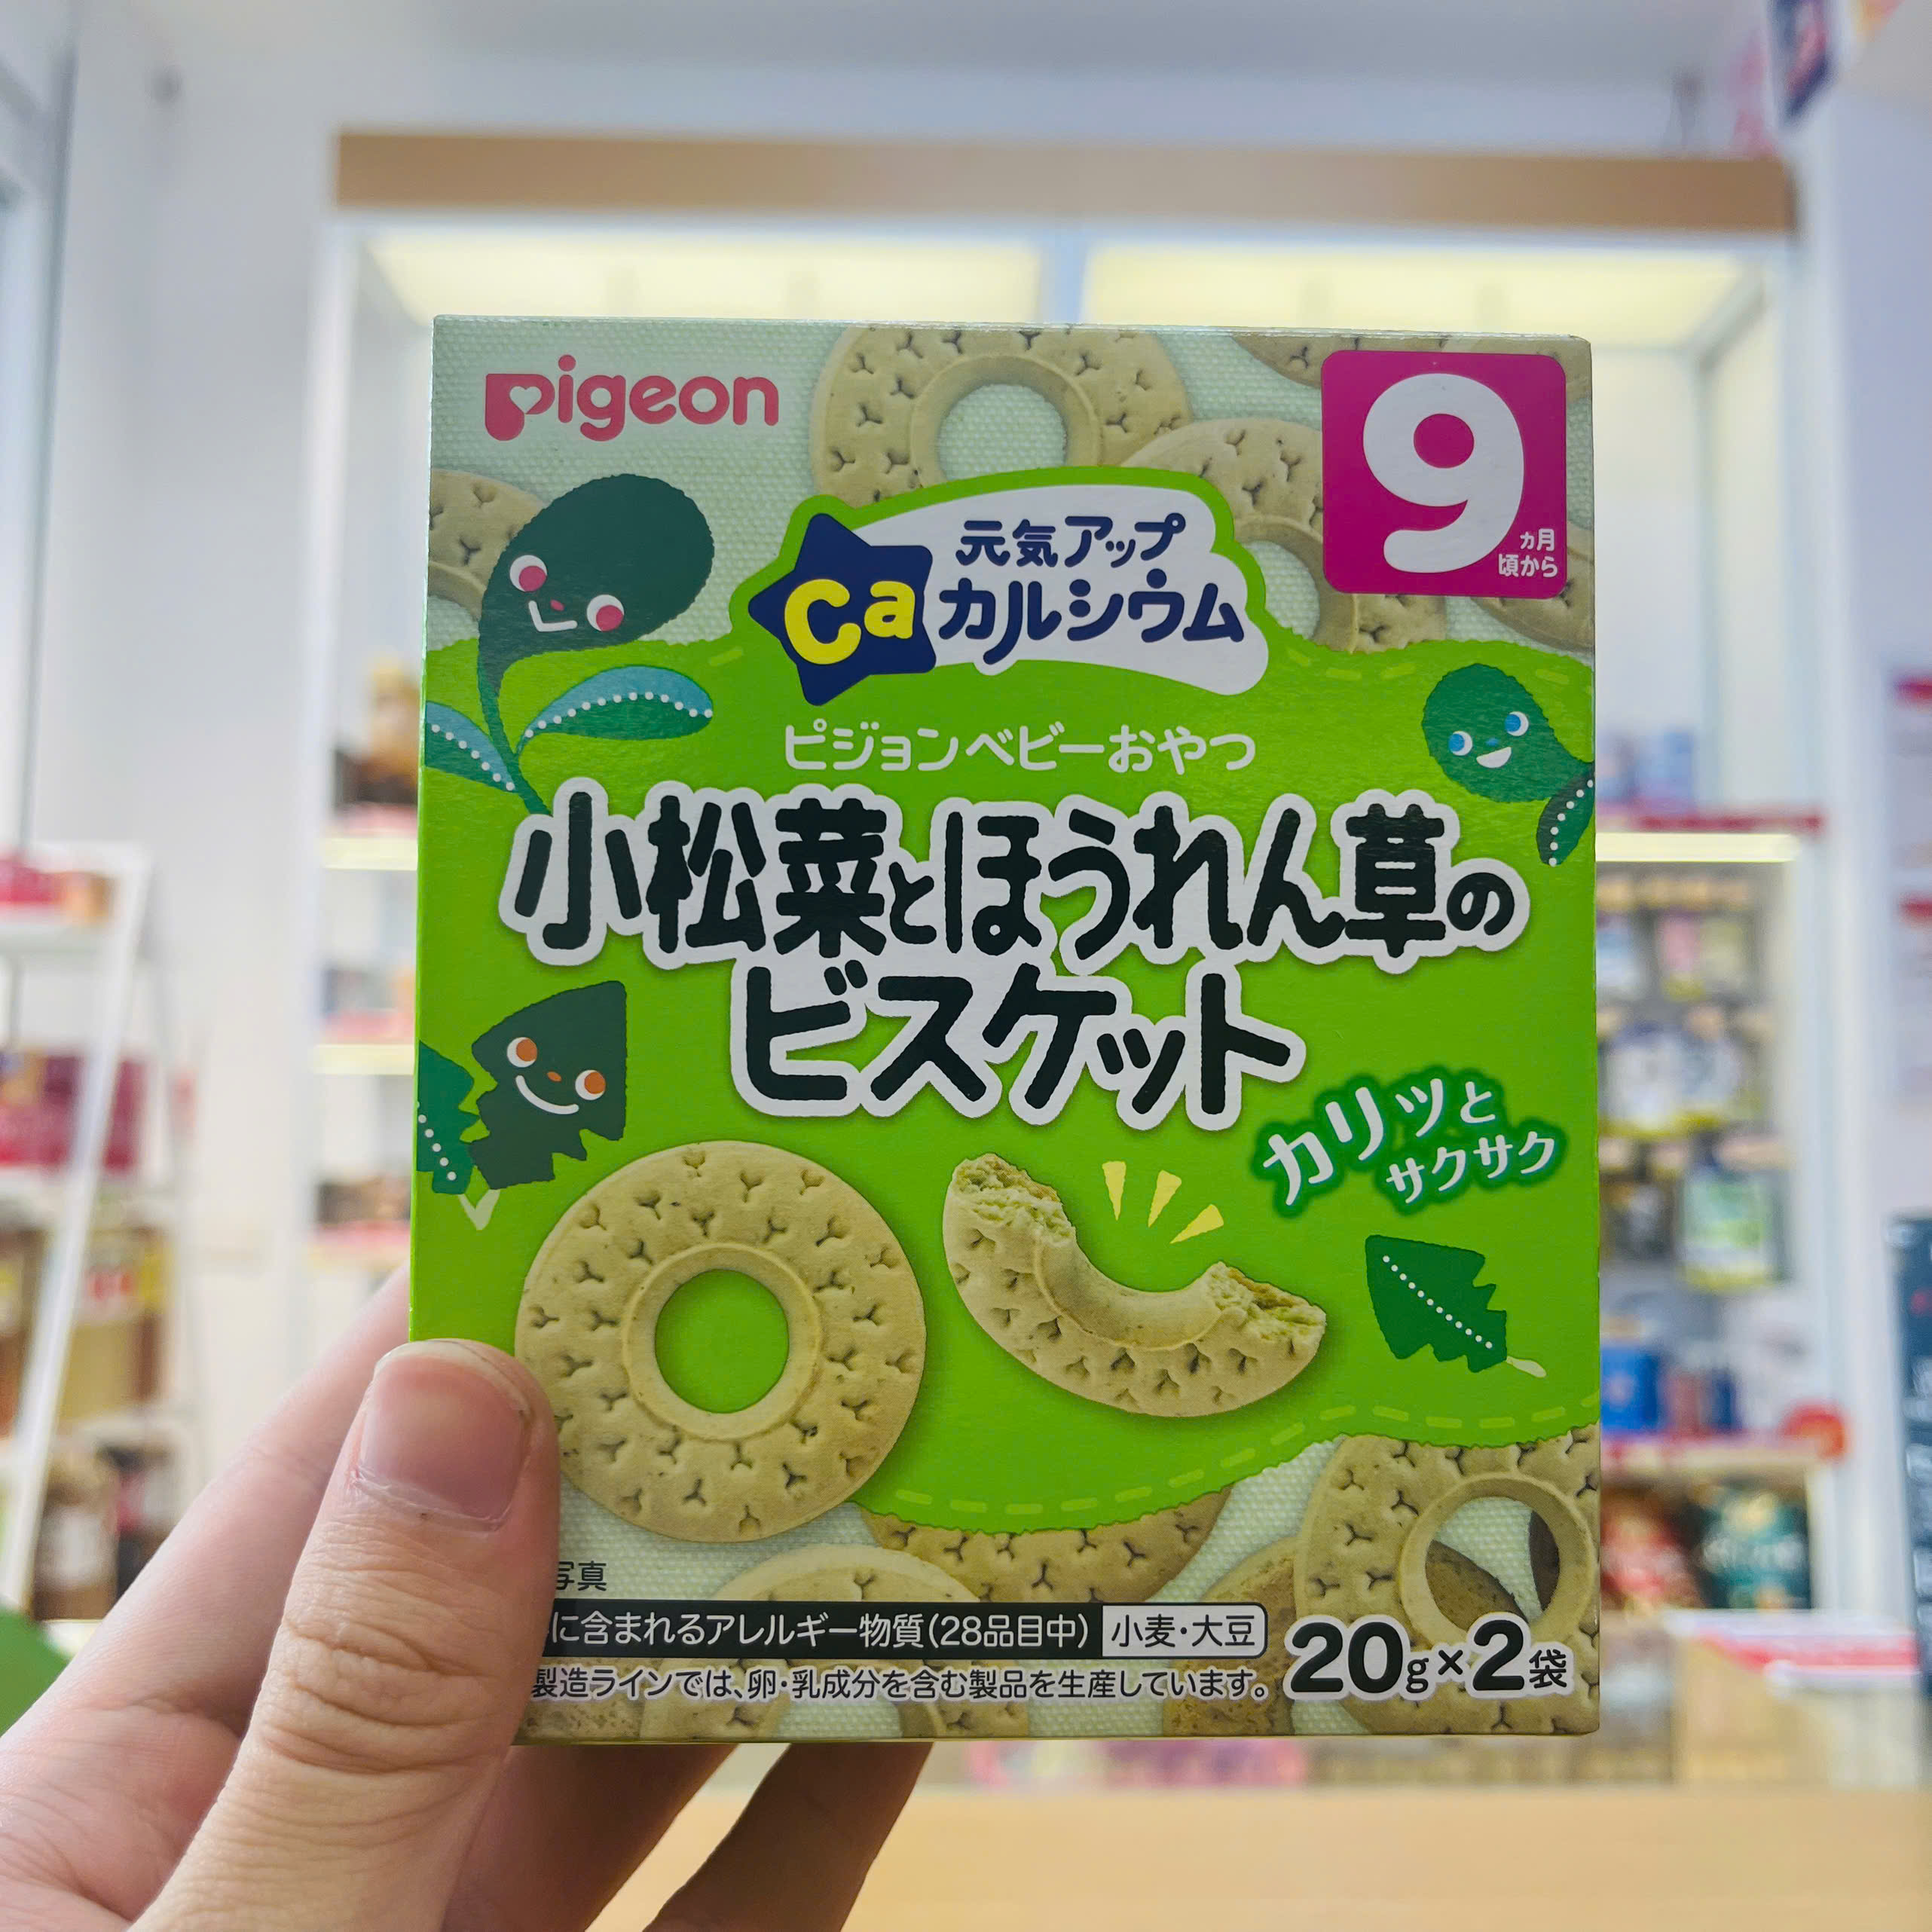 pigeon
9
ヵ月
頃から
元気アップ
Ca カルシウム
ピジョンベビーおやつ
小松菜とほうれん草の
ビスケット
カリッと
サクサク
写真
に含まれるアレルギー物質(28品目中) 小麦・大豆
製造ラインでは、卵・乳成分を含む製品を生産しています。
20g×2袋